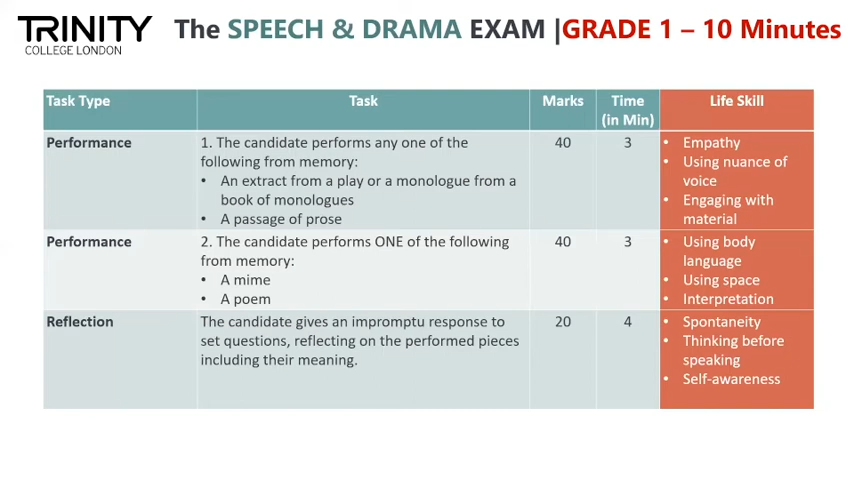 TRINITY
COLLEGE LONDON
The SPEECH & DRAMA EXAM |GRADE 1 – 10 Minutes
Task Type
Task
Marks
Time
(in Min)
Life Skill
Performance
1. The candidate performs any one of the
following from memory:
• An extract from a play or a monologue from a
book of monologues
• A passage of prose
40
3
• Empathy
• Using nuance of
voice
• Engaging with
material
Performance
2. The candidate performs ONE of the following
from memory:
• A mime
• A poem
40
3
• Using body
language
• Using space
• Interpretation
Reflection
The candidate gives an impromptu response to
set questions, reflecting on the performed pieces
including their meaning.
20
4
• Spontaneity
• Thinking before
speaking
• Self-awareness